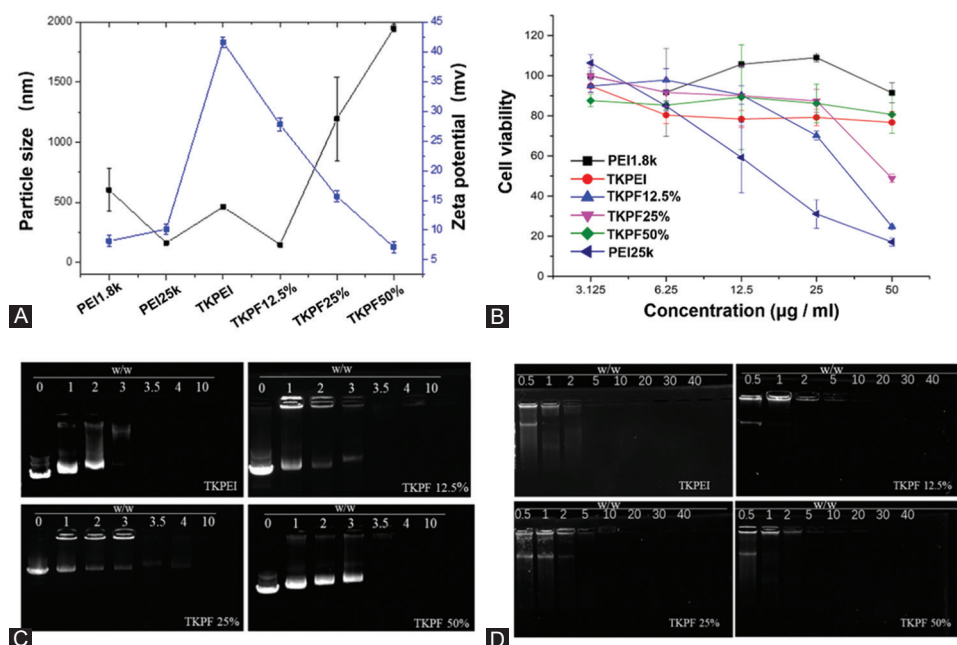 A
Particle size (nm)
2000
1500
1000
500
0
Zeta potential (mv)
45
40
35
30
25
20
15
10
5
PEI1.8k
PEI25k
TKPEI
TKPF12.5%
TKPF25%
TKPF50%
B
Cell viability
120
100
80
60
40
20
0
PEI1.8k
TKPEI
TKPF12.5%
TKPF25%
TKPF50%
PEI25k
3.125 6.25 12.5 25 50
Concentration (µg / ml)
C
w/w
0 1 2 3 3.5 4 10
TKPEI
w/w
0 1 2 3 3.5 4 10
TKPF 12.5%
w/w
0 1 2 3 3.5 4 10
TKPF 25%
w/w
0 1 2 3 3.5 4 10
TKPF 50%
D
w/w
0.5 1 2 5 10 20 30 40
TKPEI
w/w
0.5 1 2 5 10 20 30 40
TKPF 12.5%
w/w
0.5 1 2 5 10 20 30 40
TKPF 25%
w/w
0.5 1 2 5 10 20 30 40
TKPF 50%